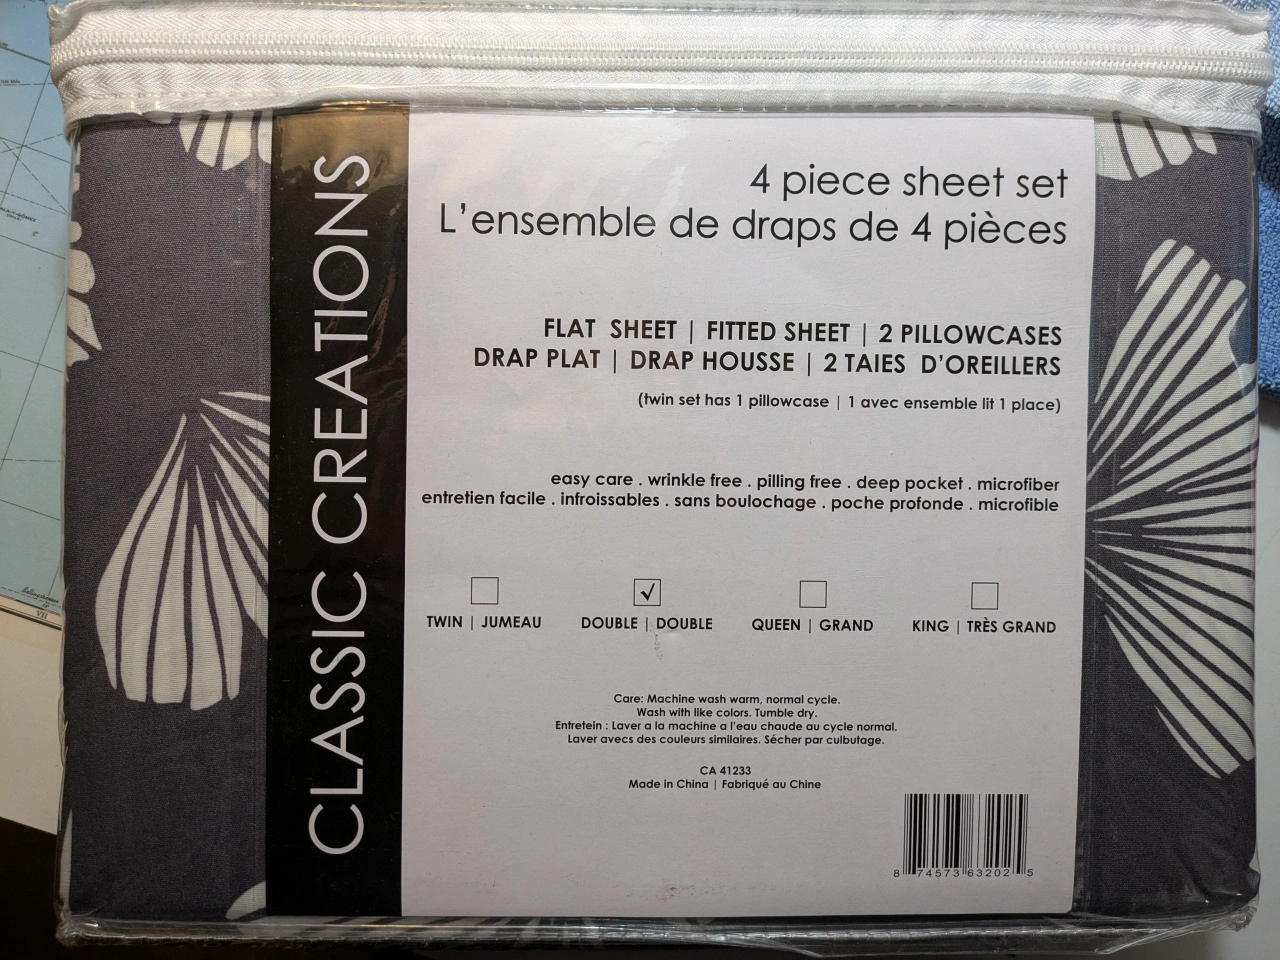 CLASSIC CREATIONS
4 piece sheet set
L'ensemble de draps de 4 pièces
FLAT SHEET | FITTED SHEET | 2 PILLOWCASES
DRAP PLAT | DRAP HOUSSE | 2 TAIES D'OREILLERS
(twin set has 1 pillowcase | 1 avec ensemble lit 1 place)
easy care . wrinkle free . pilling free . deep pocket . microfiber
entretien facile . infroissables . sans boulochage . poche profonde . microfible
√
TWIN | JUMEAU DOUBLE | DOUBLE QUEEN | GRAND KING | TRÈS GRAND
Care: Machine wash warm, normal cycle.
Wash with like colors. Tumble dry.
Entretein : Laver a la machine a l'eau chaude au cycle normal.
Laver avecs des couleurs similaires. Sécher par culbutage.
CA 41233
Made in China | Fabriqué au Chine
8 74573 63202 5
VII